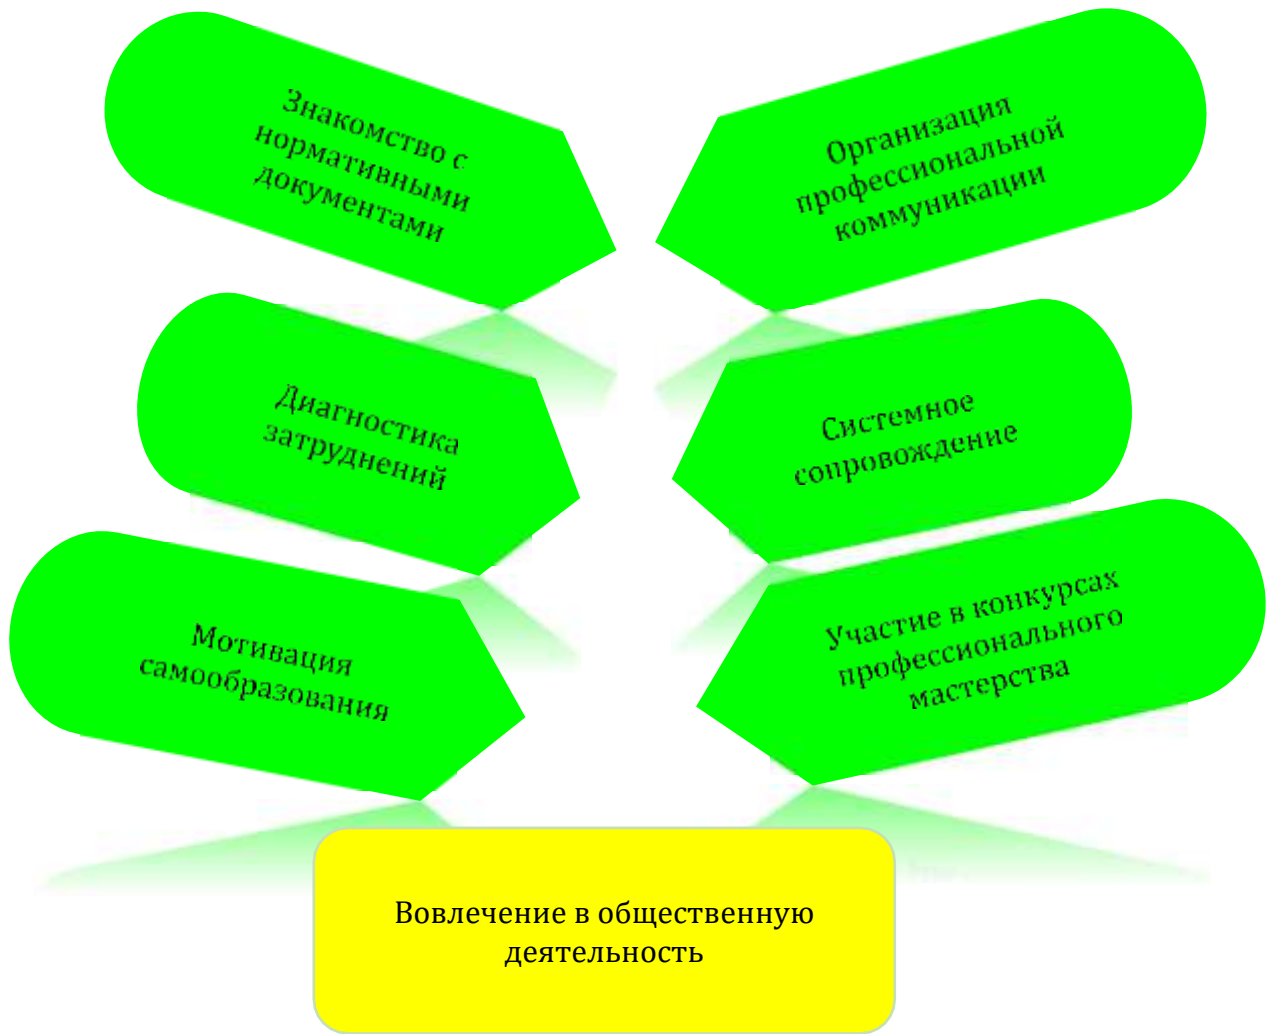 Знакомство с
нормативными
документами
Организация
профессиональной
коммуникации
Диагностика
затруднений
Системное
сопровождение
Мотивация
самообразования
Участие в конкурсах
профессионального
мастерства
Вовлечение в общественную
деятельность